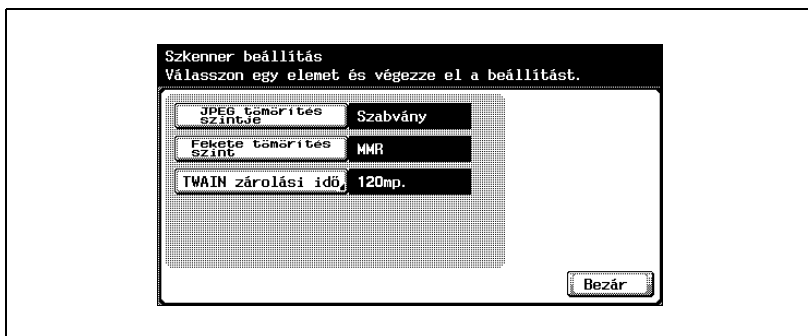 Szkenner beállítás
Válasszon egy elemet és végezze el a beállítást.
JPEG tömörítés
szintje
Szabvány
Fekete tömörítés
szint
MMR
TWAIN zárolási idő
120mp.
Bezár